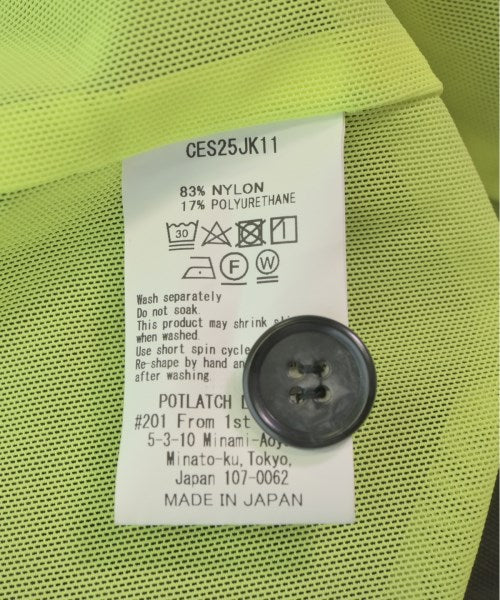 CES25JK11
83% NYLON
17% POLYURETHANE
30
F W
Wash separately
Do not soak.
This product may shrink
when washed.
Use short spin cycle
Re-shape by hand
after washing
POTLATCH
#201 From 1st
5-3-10 Minami-
Minato-ku, Tokyo,
Japan 107-0062
MADE IN JAPAN